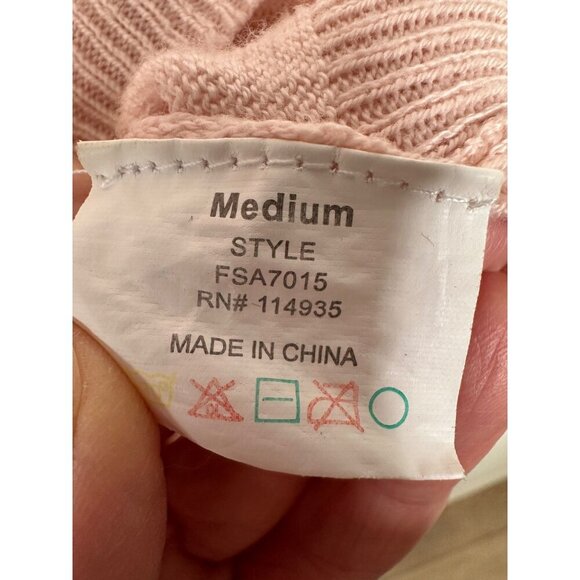 Medium
STYLE
FSA7015
RN# 114935
MADE IN CHINA